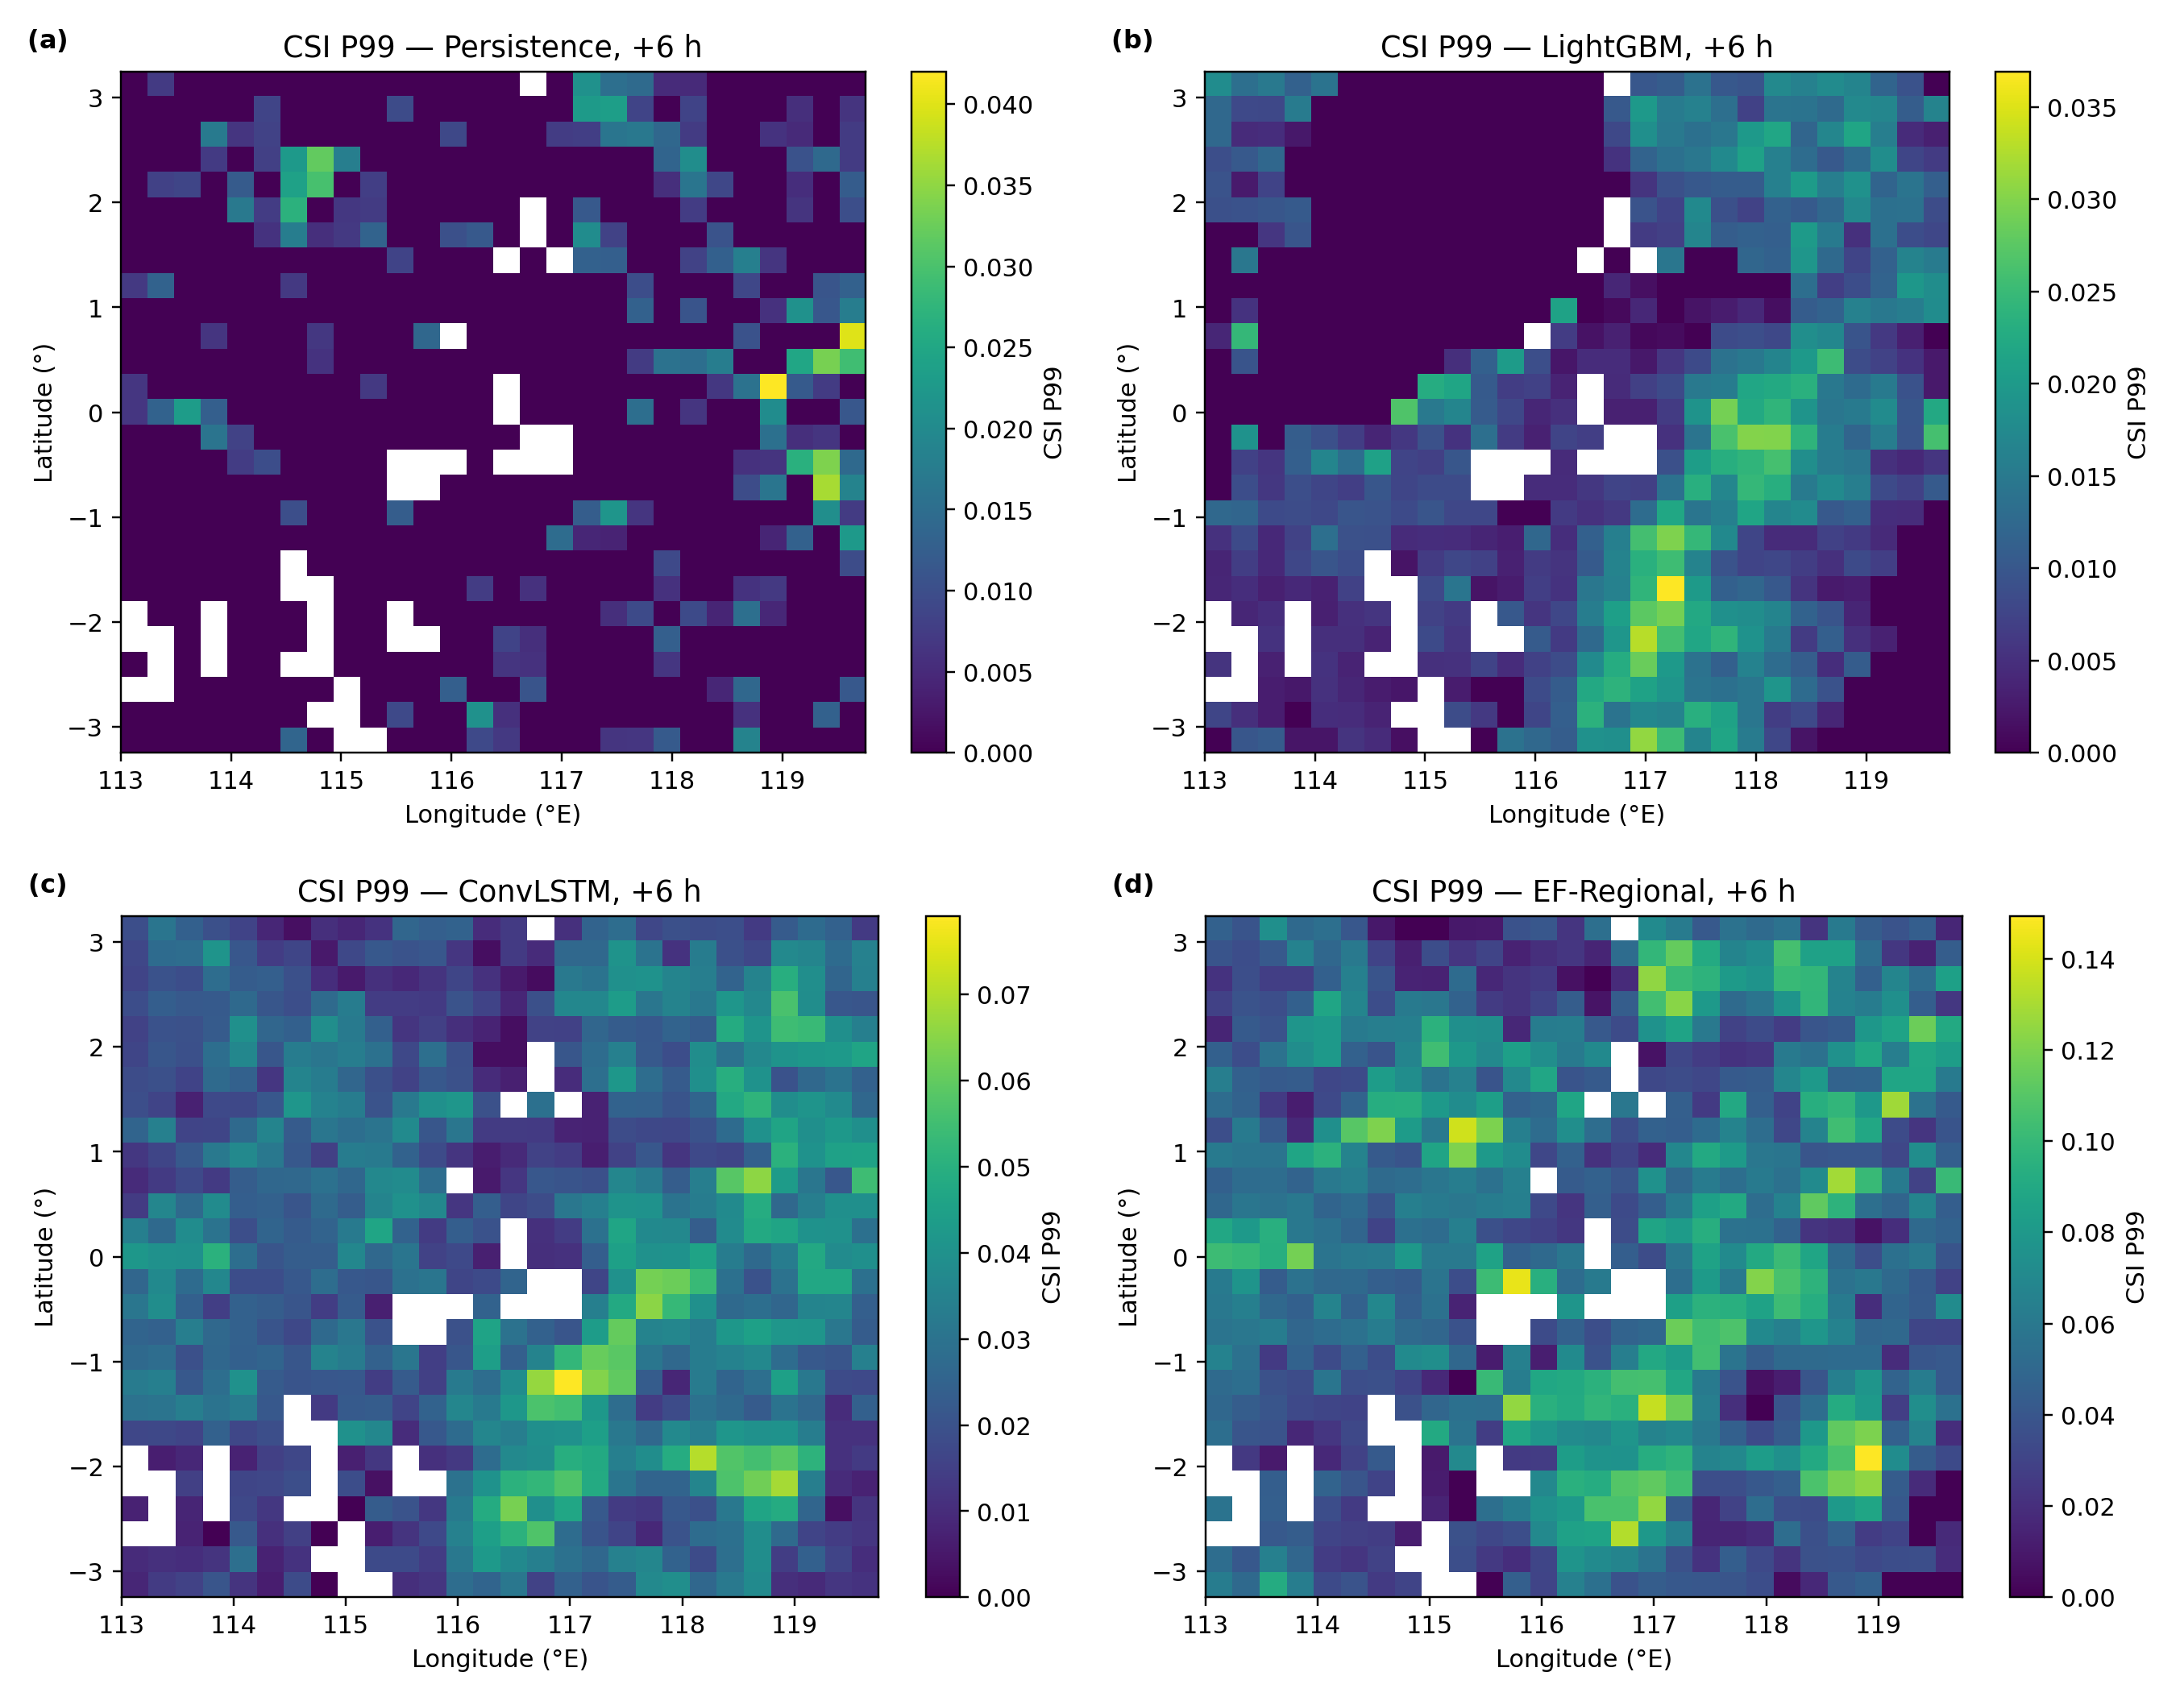 (a)
CSI P99 — Persistence, +6 h
3
2
1
0
−1
−2
−3
Latitude (°)
113 114 115 116 117 118 119
Longitude (°E)
0.040
0.035
0.030
0.025
0.020
0.015
0.010
0.005
0.000
CSI P99
(b)
CSI P99 — LightGBM, +6 h
3
2
1
0
−1
−2
−3
Latitude (°)
113 114 115 116 117 118 119
Longitude (°E)
0.035
0.030
0.025
0.020
0.015
0.010
0.005
0.000
CSI P99
(c)
CSI P99 — ConvLSTM, +6 h
3
2
1
0
−1
−2
−3
Latitude (°)
113 114 115 116 117 118 119
Longitude (°E)
0.07
0.06
0.05
0.04
0.03
0.02
0.01
0.00
CSI P99
(d)
CSI P99 — EF-Regional, +6 h
3
2
1
0
−1
−2
−3
Latitude (°)
113 114 115 116 117 118 119
Longitude (°E)
0.14
0.12
0.10
0.08
0.06
0.04
0.02
0.00
CSI P99